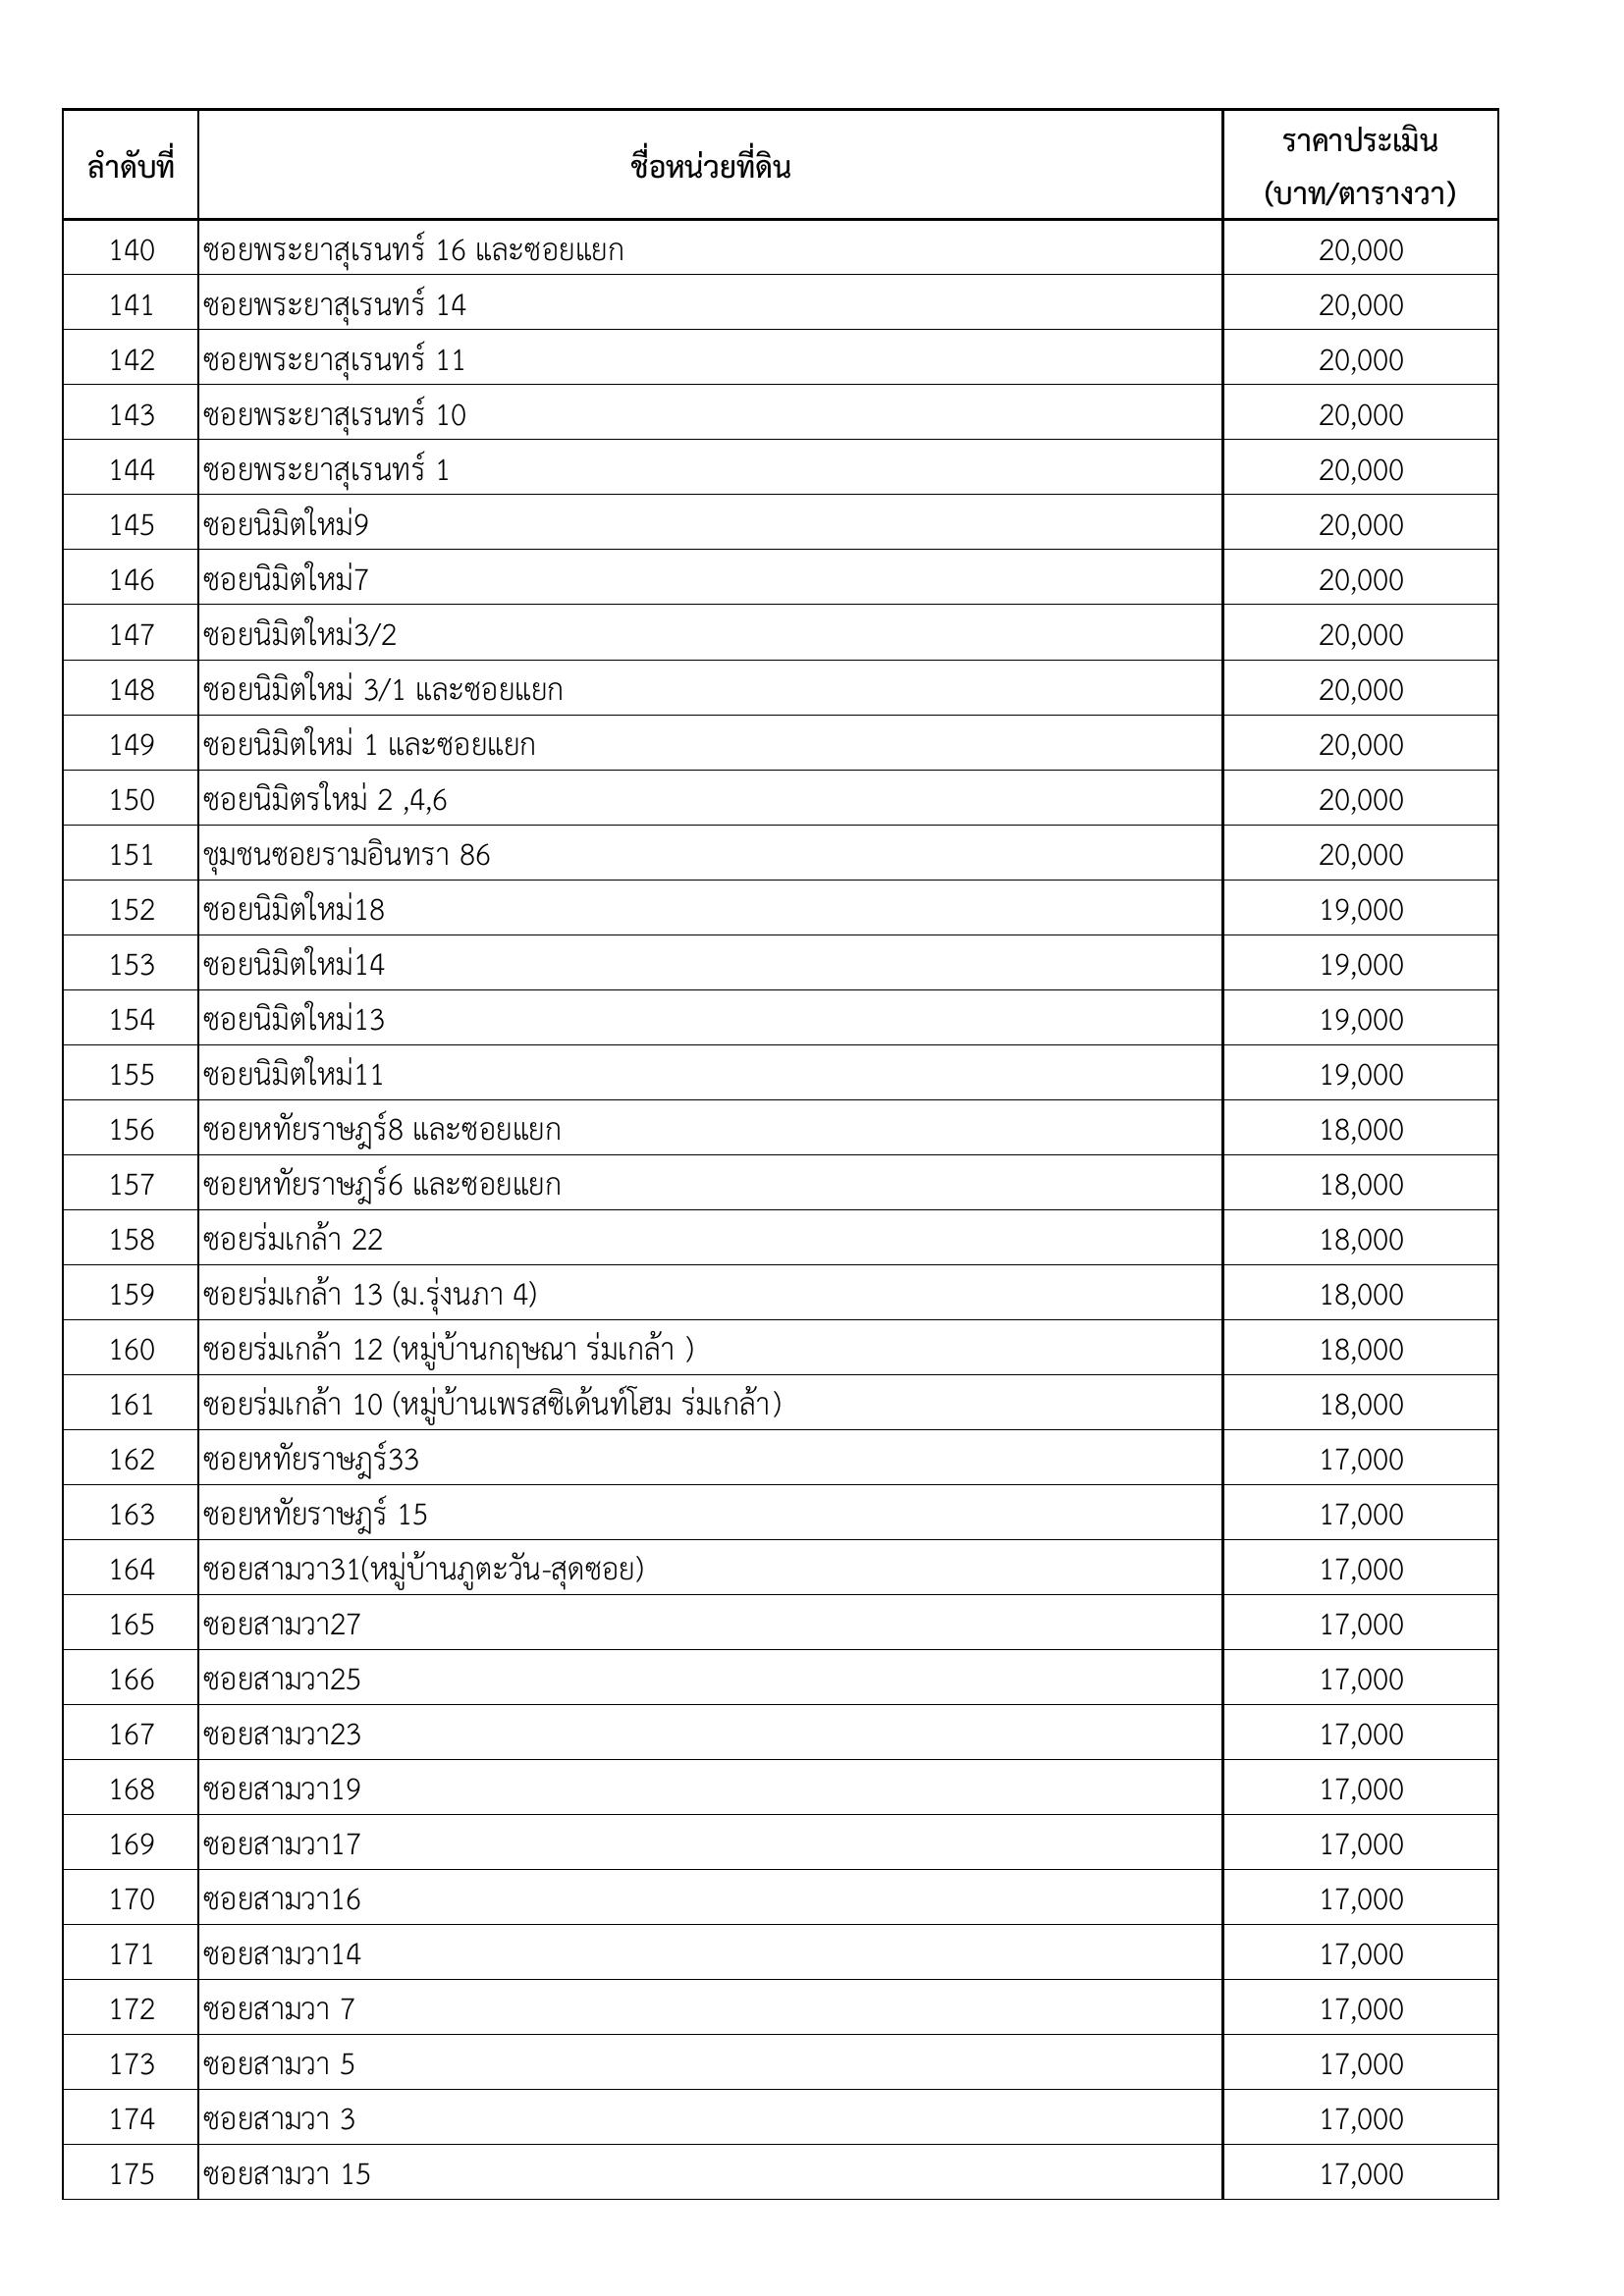 ลำดับที่ ชื่อหน่วยที่ดิน ราคาประเมิน
(บาท/ตารางวา)
140 ซอยพระยาสุเรนทร์ 16 และซอยแยก 20,000
141 ซอยพระยาสุเรนทร์ 14 20,000
142 ซอยพระยาสุเรนทร์ 11 20,000
143 ซอยพระยาสุเรนทร์ 10 20,000
144 ซอยพระยาสุเรนทร์ 1 20,000
145 ซอยนิมิตใหม่9 20,000
146 ซอยนิมิตใหม่7 20,000
147 ซอยนิมิตใหม่3/2 20,000
148 ซอยนิมิตใหม่ 3/1 และซอยแยก 20,000
149 ซอยนิมิตใหม่ 1 และซอยแยก 20,000
150 ซอยนิมิตรใหม่ 2 ,4,6 20,000
151 ชุมชนซอยรามอินทรา 86 20,000
152 ซอยนิมิตใหม่18 19,000
153 ซอยนิมิตใหม่14 19,000
154 ซอยนิมิตใหม่13 19,000
155 ซอยนิมิตใหม่11 19,000
156 ซอยหทัยราษฎร์8 และซอยแยก 18,000
157 ซอยหทัยราษฎร์6 และซอยแยก 18,000
158 ซอยร่มเกล้า 22 18,000
159 ซอยร่มเกล้า 13 (ม.รุ่งนภา 4) 18,000
160 ซอยร่มเกล้า 12 (หมู่บ้านกฤษณา ร่มเกล้า ) 18,000
161 ซอยร่มเกล้า 10 (หมู่บ้านเพรสซิเด้นท์โฮม ร่มเกล้า) 18,000
162 ซอยหทัยราษฎร์33 17,000
163 ซอยหทัยราษฎร์ 15 17,000
164 ซอยสามวา31(หมู่บ้านภูตะวัน-สุดซอย) 17,000
165 ซอยสามวา27 17,000
166 ซอยสามวา25 17,000
167 ซอยสามวา23 17,000
168 ซอยสามวา19 17,000
169 ซอยสามวา17 17,000
170 ซอยสามวา16 17,000
171 ซอยสามวา14 17,000
172 ซอยสามวา 7 17,000
173 ซอยสามวา 5 17,000
174 ซอยสามวา 3 17,000
175 ซอยสามวา 15 17,000